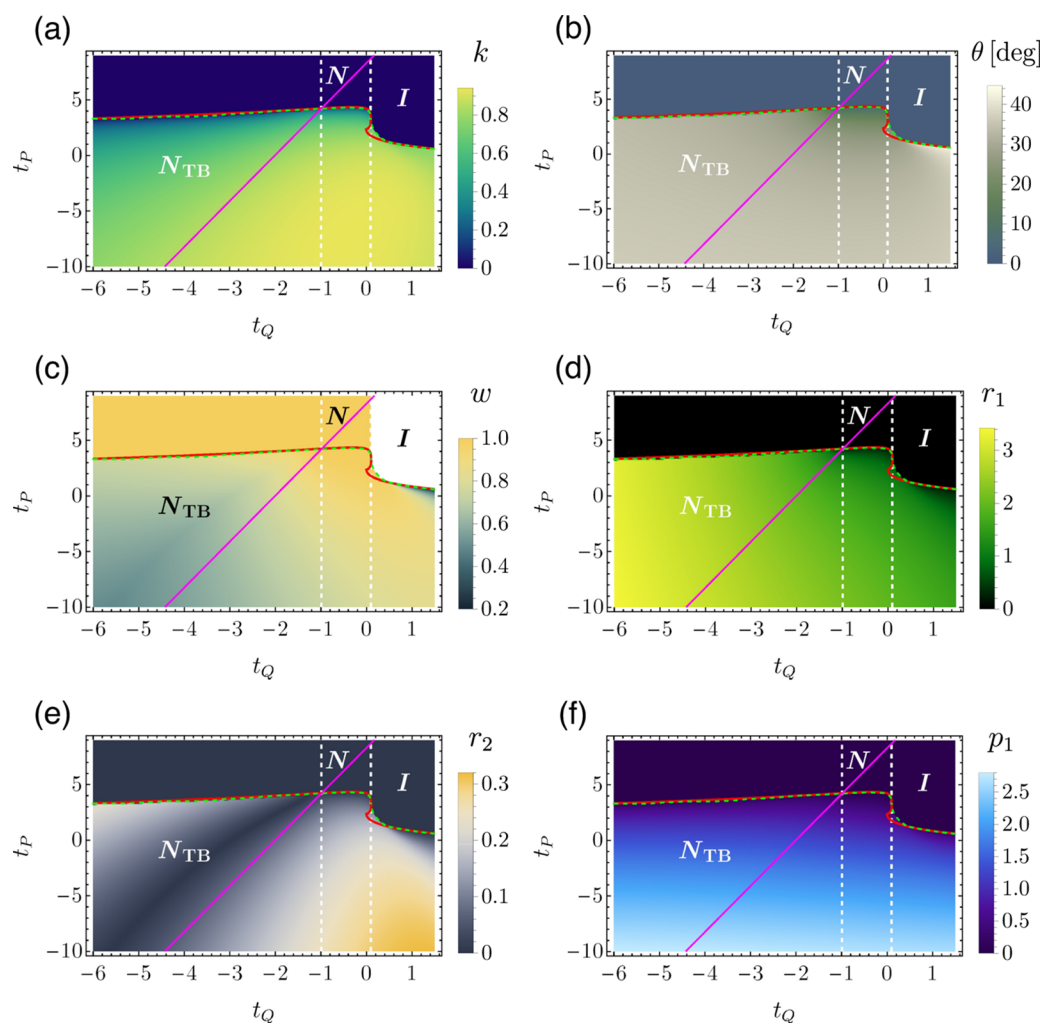 (a) k
N
I
N_TB
t_P
5
0
−5
−10
−6 −5 −4 −3 −2 −1 0 1
t_Q
0.8
0.6
0.4
0.2
0
(b) θ [deg]
N
I
N_TB
t_P
5
0
−5
−10
−6 −5 −4 −3 −2 −1 0 1
t_Q
40
30
20
10
0
(c) w
N
I
N_TB
t_P
5
0
−5
−10
−6 −5 −4 −3 −2 −1 0 1
t_Q
1.0
0.8
0.6
0.4
0.2
(d) r_1
N
I
N_TB
t_P
5
0
−5
−10
−6 −5 −4 −3 −2 −1 0 1
t_Q
3
2
1
0
(e) r_2
N
I
N_TB
t_P
5
0
−5
−10
−6 −5 −4 −3 −2 −1 0 1
t_Q
0.3
0.2
0.1
0
(f) p_1
N
I
N_TB
t_P
5
0
−5
−10
−6 −5 −4 −3 −2 −1 0 1
t_Q
2.5
2.0
1.5
1.0
0.5
0